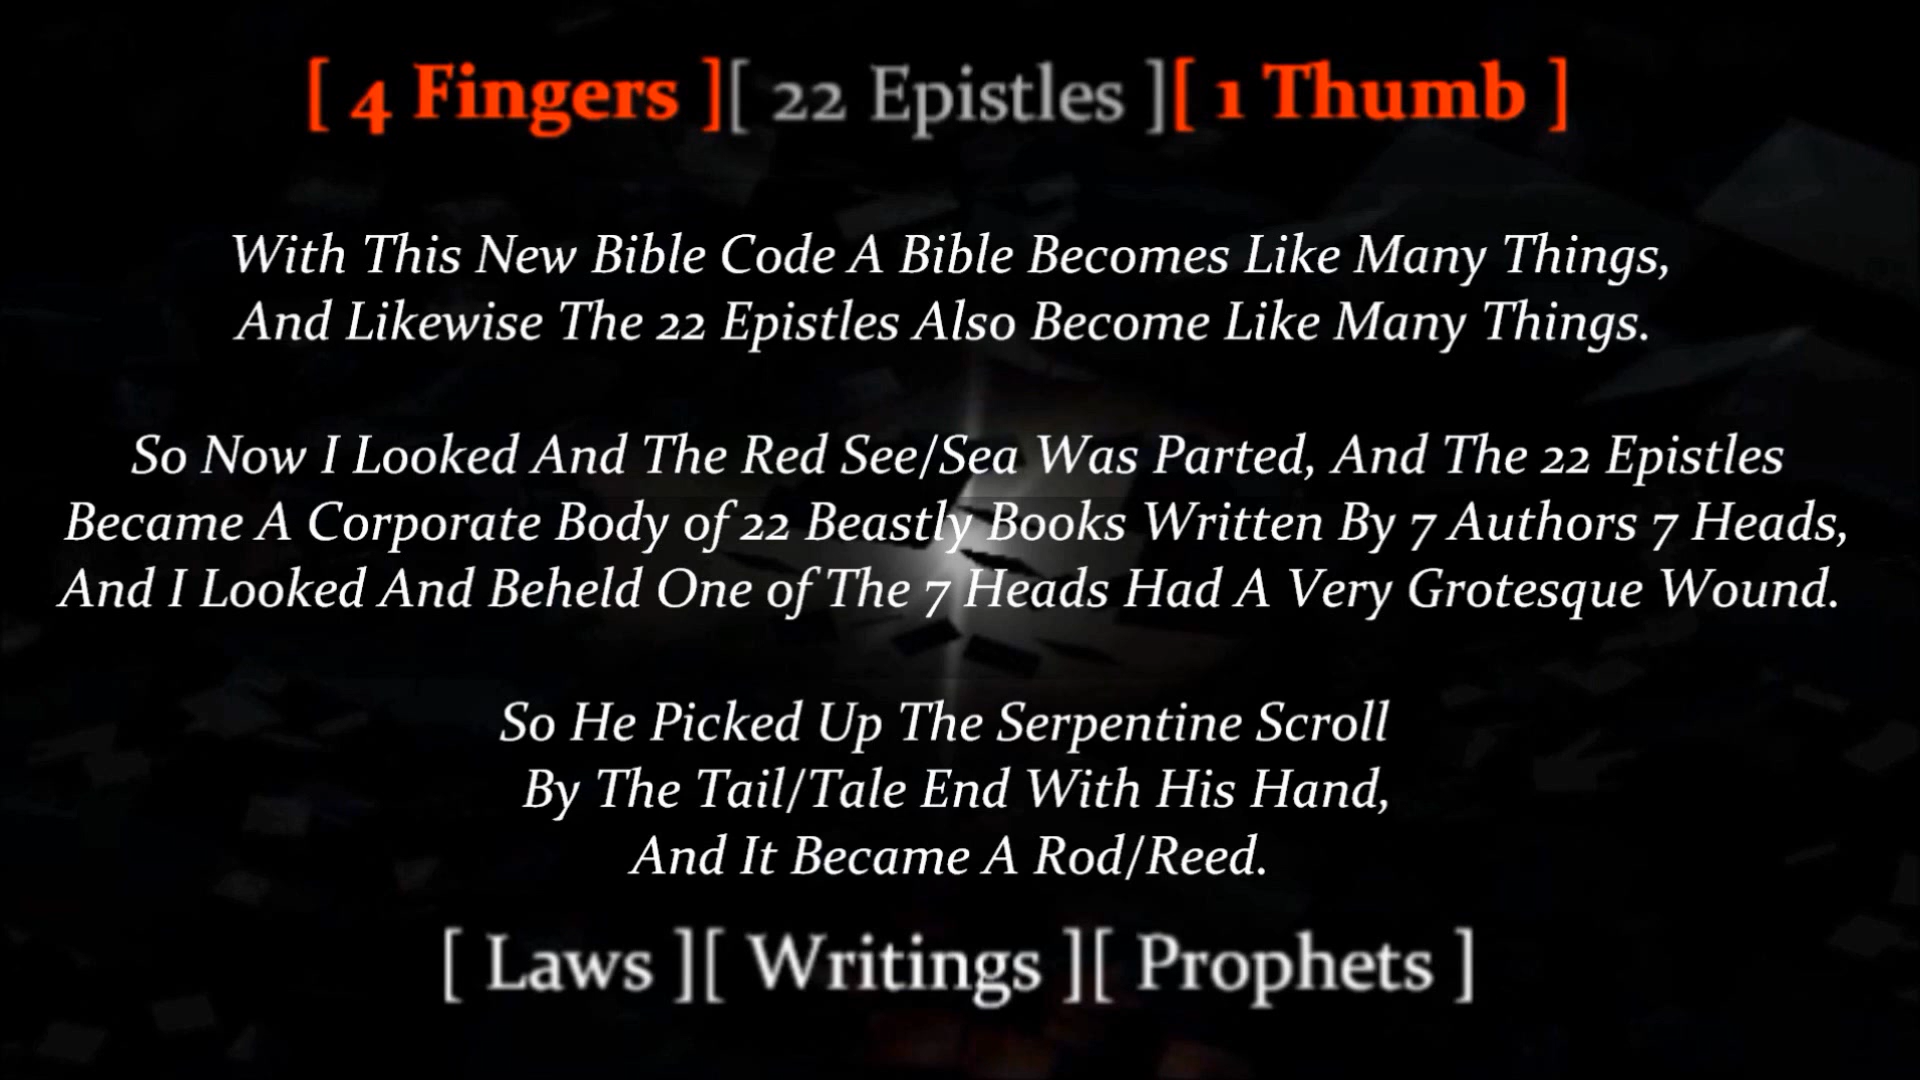 [ 4 Fingers ][ 22 Epistles ][ 1 Thumb ]
With This New Bible Code A Bible Becomes Like Many Things,
And Likewise The 22 Epistles Also Become Like Many Things.
So Now I Looked And The Red See/Sea Was Parted, And The 22 Epistles
Became A Corporate Body of 22 Beastly Books Written By 7 Authors 7 Heads,
And I Looked And Beheld One of The 7 Heads Had A Very Grotesque Wound.
So He Picked Up The Serpentine Scroll
By The Tail/Tale End With His Hand,
And It Became A Rod/Reed.
[ Laws ][ Writings ][ Prophets ]